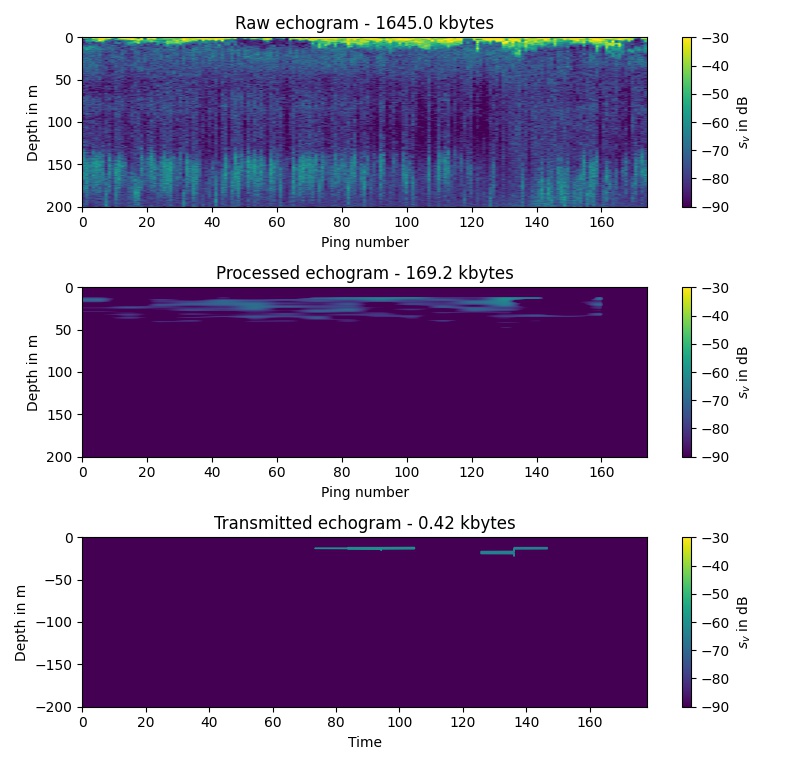 Raw echogram - 1645.0 kbytes
0
50
100
150
200
Depth in m
0 20 40 60 80 100 120 140 160
Ping number
−30
−40
−50
−60
−70
−80
−90
sv in dB
Processed echogram - 169.2 kbytes
0
50
100
150
200
Depth in m
0 20 40 60 80 100 120 140 160
Ping number
−30
−40
−50
−60
−70
−80
−90
sv in dB
Transmitted echogram - 0.42 kbytes
0
−50
−100
−150
−200
Depth in m
0 20 40 60 80 100 120 140 160
Time
−30
−40
−50
−60
−70
−80
−90
sv in dB